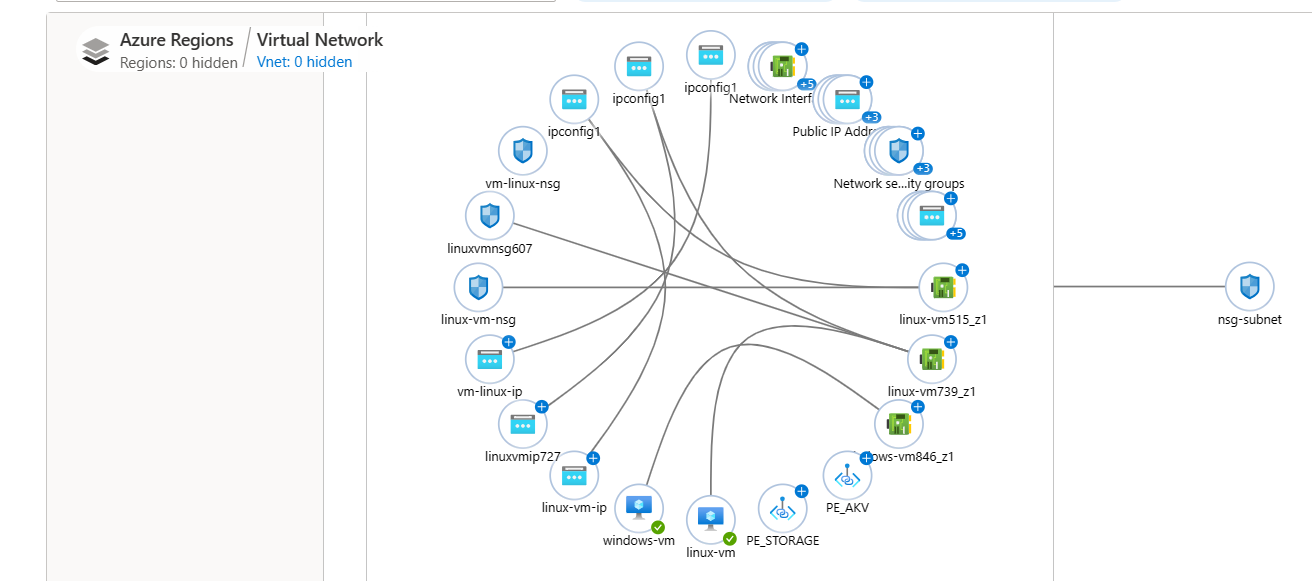 Azure Regions
Regions: 0 hidden
Virtual Network
Vnet: 0 hidden
ipconfig1
ipconfig1
ipconfig1
Network Interf
+5
Public IP Addr
+3
vm-linux-nsg
Network se...ity groups
+3
linuxvmnsg607
+5
linux-vm-nsg
linux-vm515_z1
nsg-subnet
vm-linux-ip
linux-vm739_z1
linuxvmip727
ows-vm846_z1
linux-vm-ip
PE_AKV
windows-vm
linux-vm
PE_STORAGE